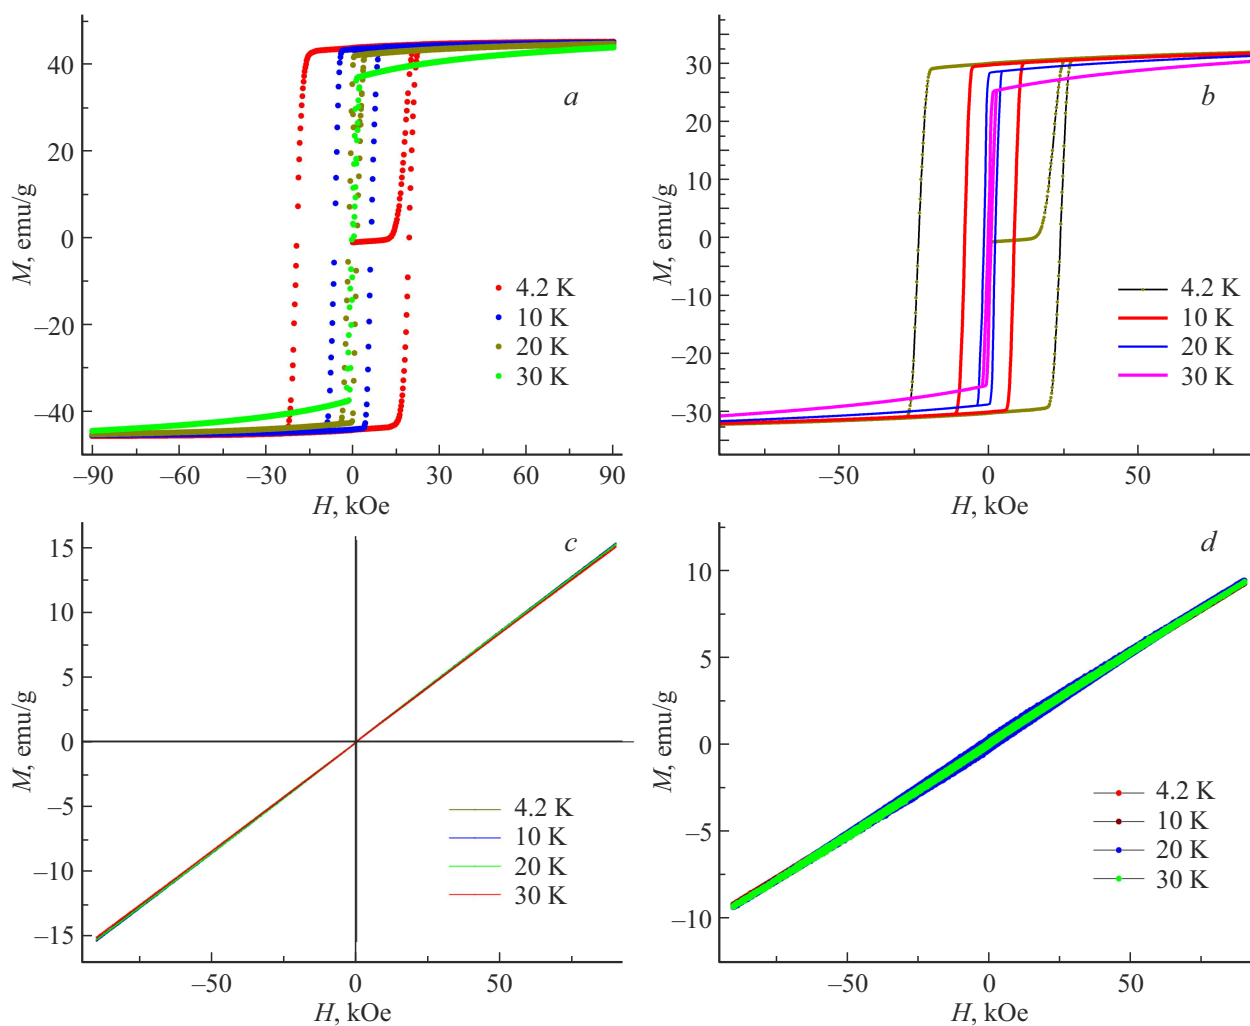 a
M, emu/g
40
20
0
–20
–40
4.2 K
10 K
20 K
30 K
–90
–60
–30
0
30
60
90
H, kOe
b
M, emu/g
30
20
10
0
–10
–20
–30
4.2 K
10 K
20 K
30 K
–50
0
50
H, kOe
c
M, emu/g
15
10
5
0
–5
–10
–15
4.2 K
10 K
20 K
30 K
–50
0
50
H, kOe
d
M, emu/g
10
5
0
–5
–10
4.2 K
10 K
20 K
30 K
–50
0
50
H, kOe